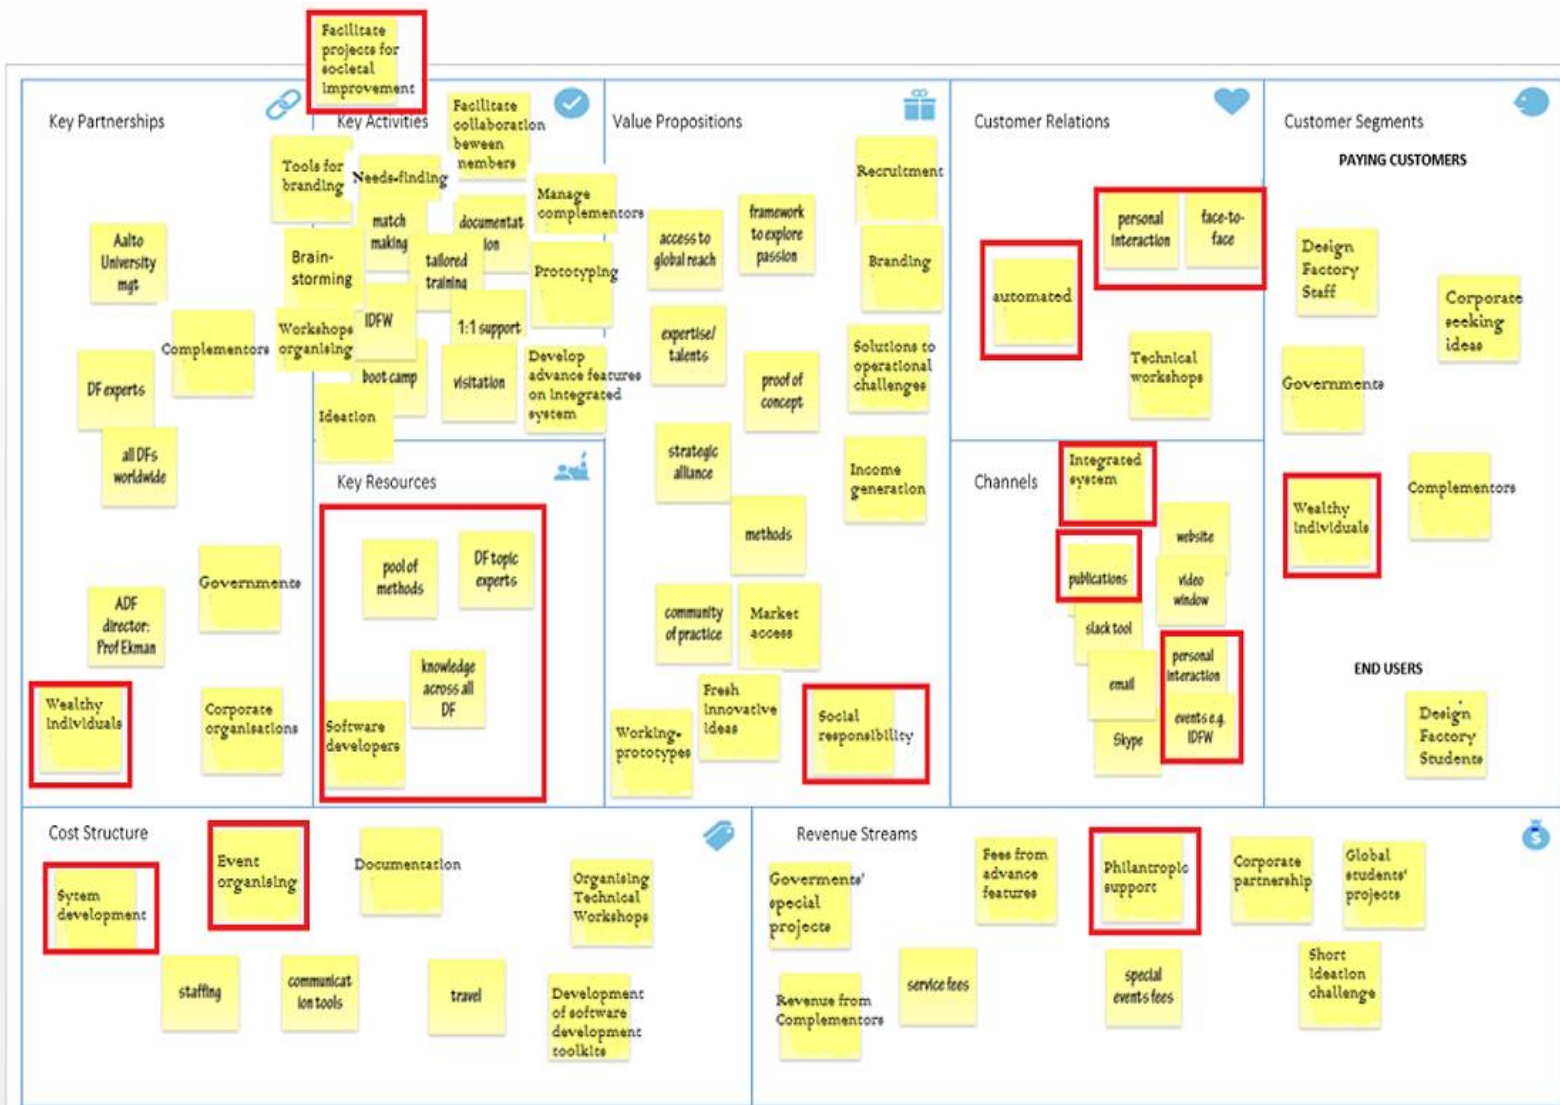 Facilitate
projects for
societal
improvement
Key Partnerships
Tools for
branding
Aalto
University
mgt
Complementors
DF experts
all DFs
worldwide
Governments
ADF
director:
Prof Ekman
Wealthy
individuals
Corporate
organisations
Key Activities
Facilitate
collaboration
beween
members
Needs-finding
Manage
complementors
match
making
documentat
ion
Brain-
storming
tailored
training
Prototyping
Workshops
organising
IDFW
1:1 support
boot camp
visitation
Develop
advance features
on integrated
system
Ideation
Key Resources
pool of
methods
DF topic
experts
knowledge
across all
DF
Software
developers
Value Propositions
Recruitment
access to
global reach
framework
to explore
passion
Branding
expertise/
talents
proof of
concept
Solutions to
operational
challenges
strategic
alliance
Income
generation
methods
community
of practice
Market
access
Fresh
innovative
ideas
Working-
prototypes
Social
responsibility
Customer Relations
personal
interaction
face-to-
face
automated
Technical
workshops
Channels
Integrated
system
website
publications
video
window
slack tool
personal
interaction
email
events e.g.
IDFW
Skype
Customer Segments
PAYING CUSTOMERS
Design
Factory
Staff
Corporate
seeking
ideas
Governments
Complementors
Wealthy
individuals
END USERS
Design
Factory
Students
Cost Structure
Sytem
development
Event
organising
Documentation
Organising
Technical
Workshops
staffing
communicat
ion tools
travel
Development
of software
development
toolkits
Revenue Streams
Goverments'
special
projects
Fees from
advance
features
Philantropic
support
Corporate
partnership
Global
students'
projects
Revenue from
Complementors
service fees
special
events fees
Short
ideation
challenge
$